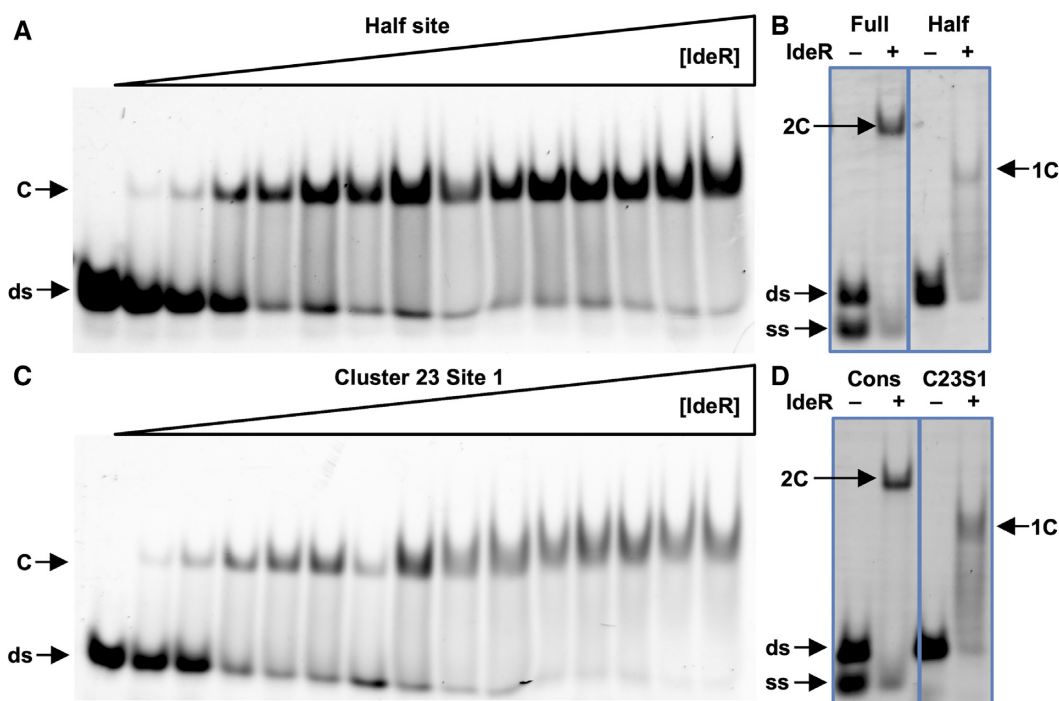 A
Half site
[IdeR]
C
ds
B
Full Half
IdeR – + – +
2C
1C
ds
ss
C
Cluster 23 Site 1
[IdeR]
C
ds
D
Cons C23S1
IdeR – + – +
2C
1C
ds
ss